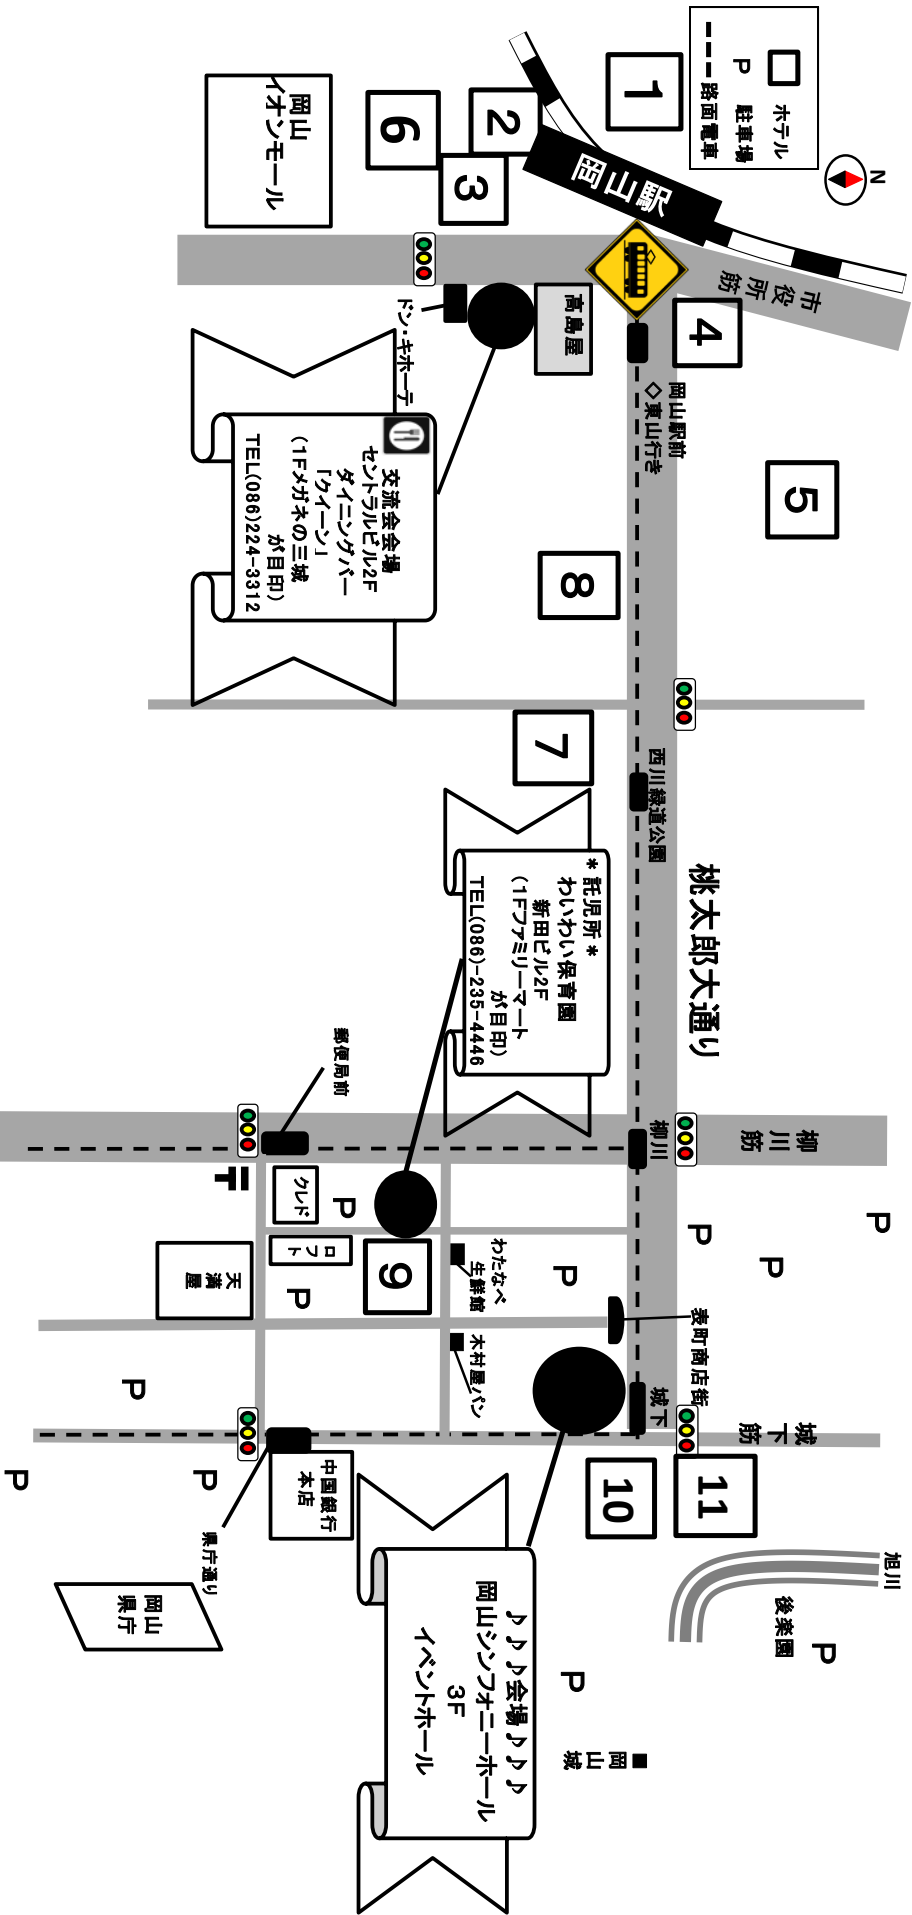 ホテル
P 駐車場
路面電車
N
1
2
3
6
岡山駅
岡山
イオンモール
市役所筋
4
5
高島屋
ドン・キホーテ
岡山駅前
◇東山行き
8
交流会会場
セントラルビル2F
ダイニングバー
「クイーン」
(1Fメガネの三城
が目印)
TEL(086)224-3312
7
西川緑道公園
桃太郎大通り
*託児所*
わいわい保育園
新田ビル2F
(1Fファミリーマート
が目印)
TEL(086)-235-4446
郵便局前
柳川
柳川筋
〒
クレド
P
ロフト
P
9
天満屋
わたなべ
生鮮館
木村屋パン
P
P
P
P
表町商店街
城下
城下筋
P
P
P
中国銀行
本店
県庁通り
岡山
県庁
10
11
旭川
後楽園
P
P
♪♪♪会場♪♪♪
岡山シンフォニーホール
3F
イベントホール
■岡山城